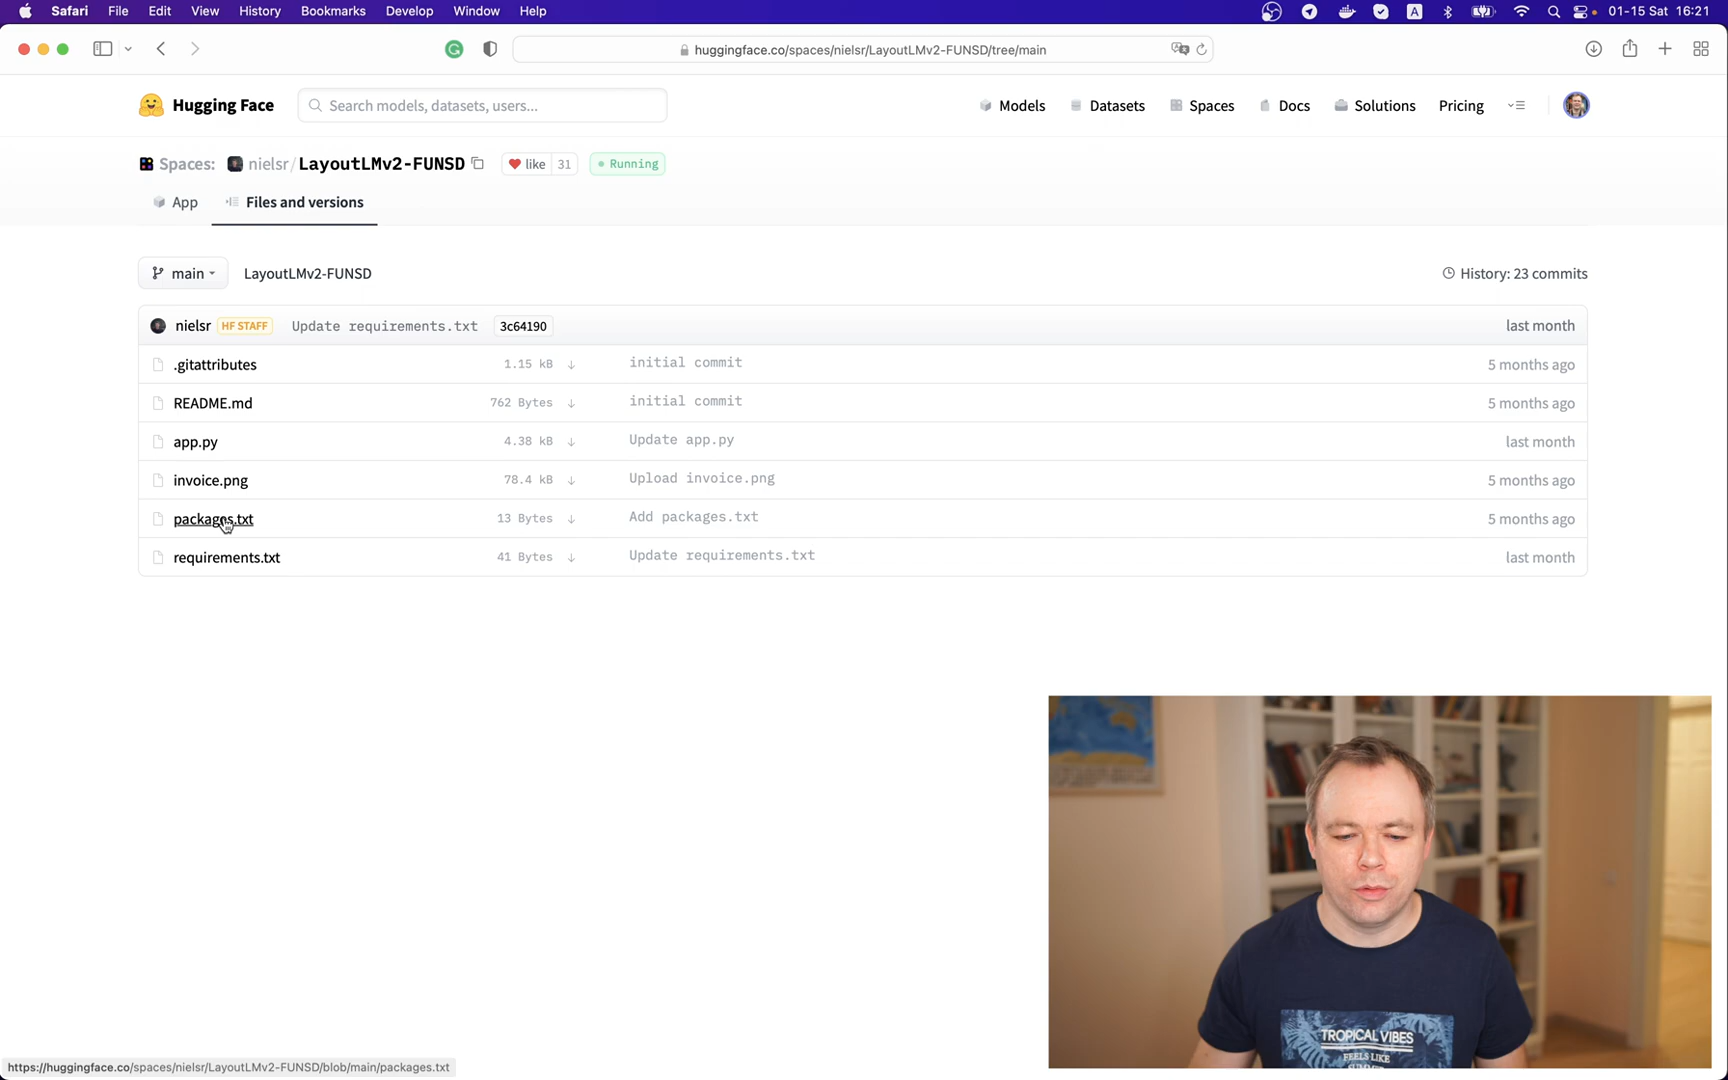 Safari File Edit View History Bookmarks Develop Window Help A 01-15 Sat 16:21
huggingface.co/spaces/nielsr/LayoutLMv2-FUNSD/tree/main
Hugging Face Search models, datasets, users... Models Datasets Spaces Docs Solutions Pricing
Spaces: nielsr/ LayoutLMv2-FUNSD like 31 Running
App Files and versions
main LayoutLMv2-FUNSD History: 23 commits
nielsr HF STAFF Update requirements.txt 3c64190 last month
.gitattributes 1.15 kB initial commit 5 months ago
README.md 762 Bytes initial commit 5 months ago
app.py 4.38 kB Update app.py last month
invoice.png 78.4 kB Upload invoice.png 5 months ago
packages.txt 13 Bytes Add packages.txt 5 months ago
requirements.txt 41 Bytes Update requirements.txt last month
TROPICAL VIBES
FEELS LIKE
SUMMER
https://huggingface.co/spaces/nielsr/LayoutLMv2-FUNSD/blob/main/packages.txt